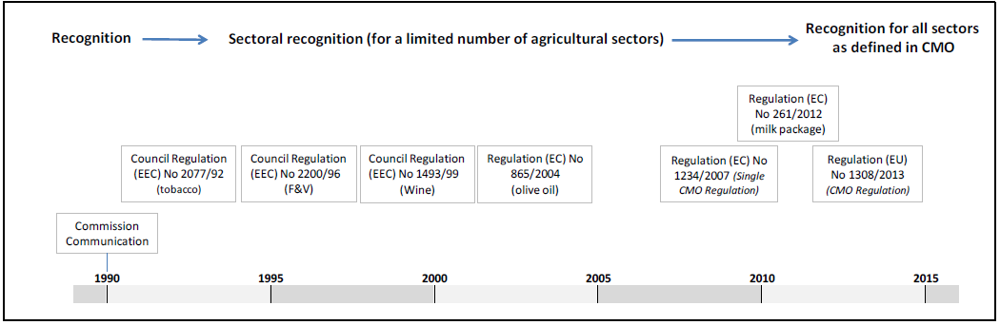 Recognition
Sectoral recognition (for a limited number of agricultural sectors)
Recognition for all sectors
as defined in CMO
Regulation (EC)
No 261/2012
(milk package)
Council Regulation
(EEC) No 2077/92
(tobacco)
Council Regulation
(EEC) No 2200/96
(F&V)
Council Regulation
(EEC) No 1493/99
(Wine)
Regulation (EC) No
865/2004
(olive oil)
Regulation (EC) No
1234/2007 (Single
CMO Regulation)
Regulation (EU)
No 1308/2013
(CMO Regulation)
Commission
Communication
1990
1995
2000
2005
2010
2015